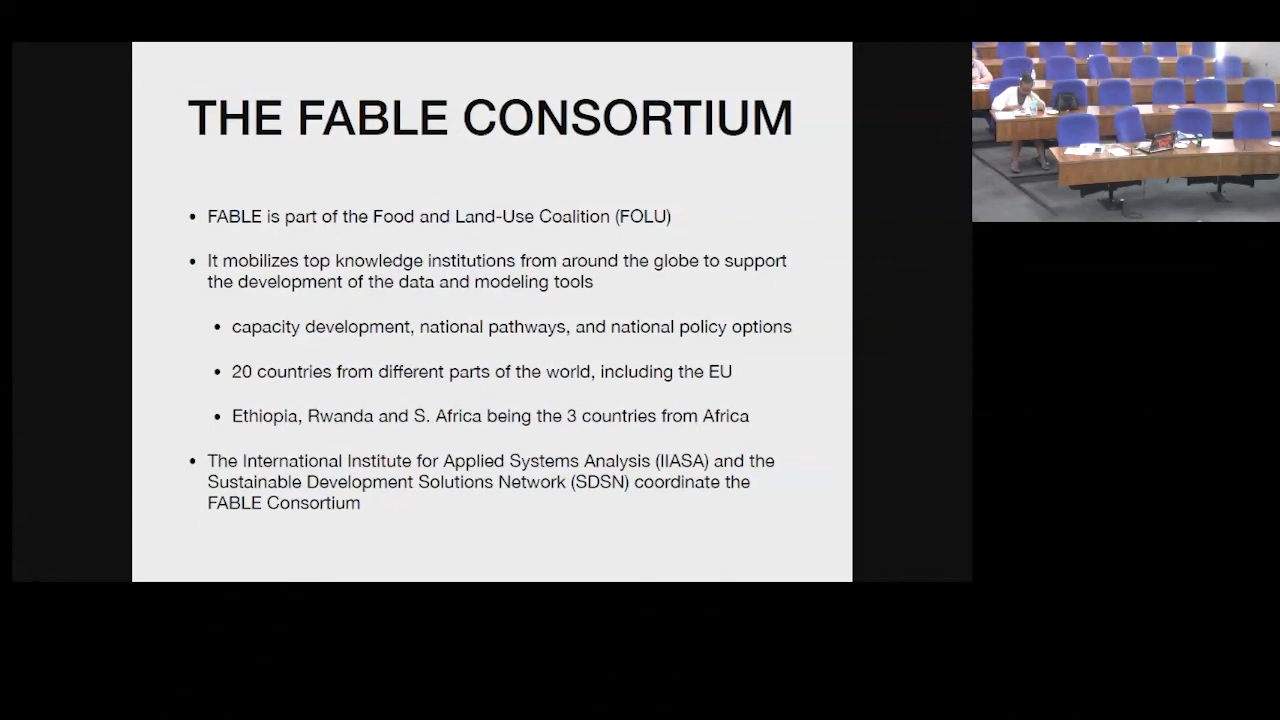 THE FABLE CONSORTIUM
• FABLE is part of the Food and Land-Use Coalition (FOLU)
• It mobilizes top knowledge institutions from around the globe to support
the development of the data and modeling tools
• capacity development, national pathways, and national policy options
• 20 countries from different parts of the world, including the EU
• Ethiopia, Rwanda and S. Africa being the 3 countries from Africa
• The International Institute for Applied Systems Analysis (IIASA) and the
Sustainable Development Solutions Network (SDSN) coordinate the
FABLE Consortium